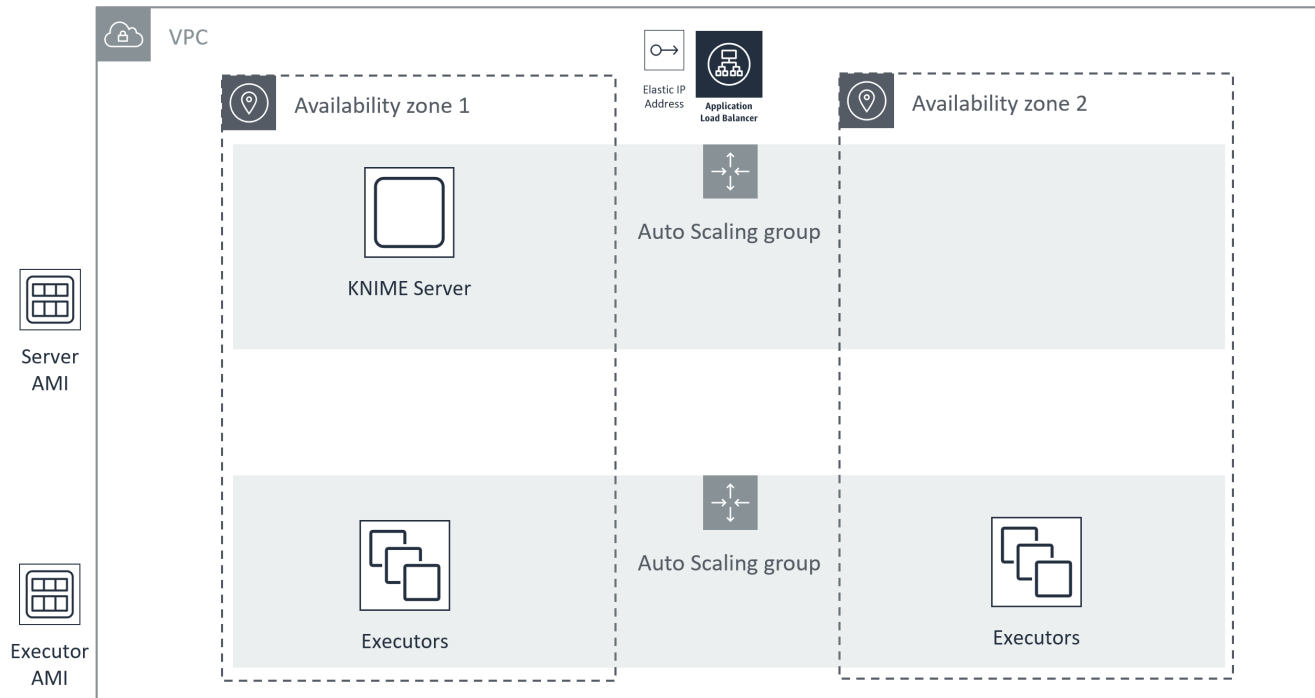 VPC
Elastic IP
Address
Application
Load Balancer
Availability zone 1
Availability zone 2
Auto Scaling group
KNIME Server
Server
AMI
Auto Scaling group
Executors
Executors
Executor
AMI